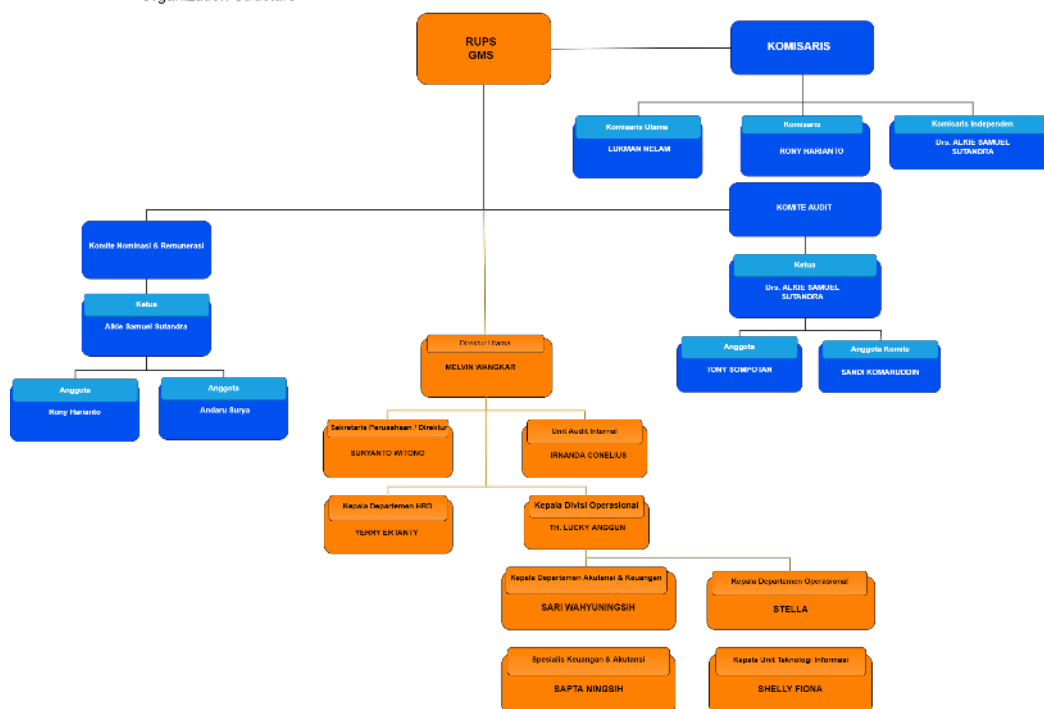 Organization Structure
RUPS
GMS
KOMISARIS
Komisaris Utama
LUKMAN NELAM
Komisaris
RONY HARIANTO
Komisaris Independen
Drs. ALKIE SAMUEL
SUTANDRA
KOMITE AUDIT
Komite Nominasi & Remunerasi
Ketua
Drs. ALKIE SAMUEL
SUTANDRA
Ketua
Alkie Samuel Sutandra
Direktur Utama
MELVIN WANGKAR
Anggota
TONY SOMPOTAN
Anggota Komite
SARDI KOMARUDDIN
Anggota
Rony Harianto
Anggota
Andaru Surya
Sekretaris Perusahaan / Direktur
SURYANTO WITONO
Unit Audit Internal
IRNANDA CONELIUS
Kepala Departemen HRD
YERRY ERTANTY
Kepala Divisi Operasional
TH. LUCKY ANGGUN
Kepala Departemen Akutansi & Keuangan
SARI WAHYUNINGSIH
Kepala Departemen Operasional
STELLA
Spesialis Keuangan & Akutansi
SAPTA NINGSIH
Kepala Unit Teknologi Informasi
SHELLY FIONA